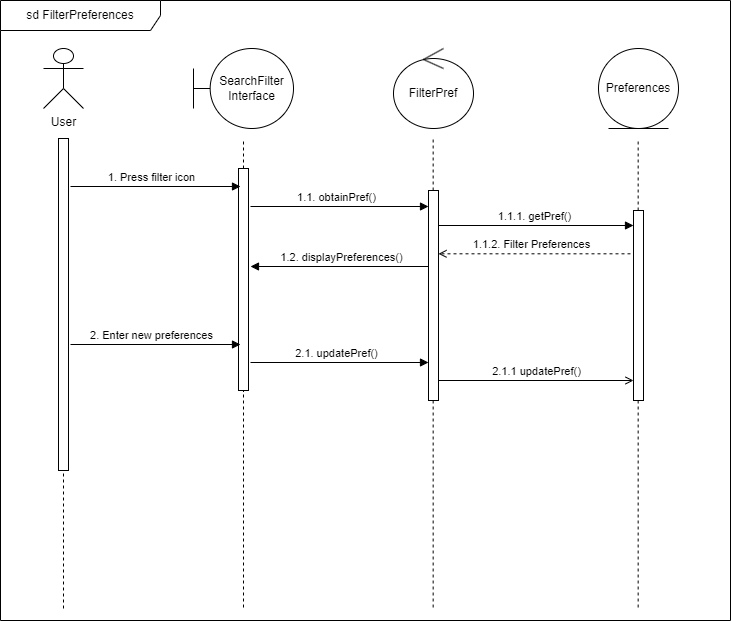 sd FilterPreferences
SearchFilter
Interface
FilterPref
Preferences
User
1. Press filter icon
1.1. obtainPref()
1.1.1. getPref()
1.1.2. Filter Preferences
1.2. displayPreferences()
2. Enter new preferences
2.1. updatePref()
2.1.1 updatePref()